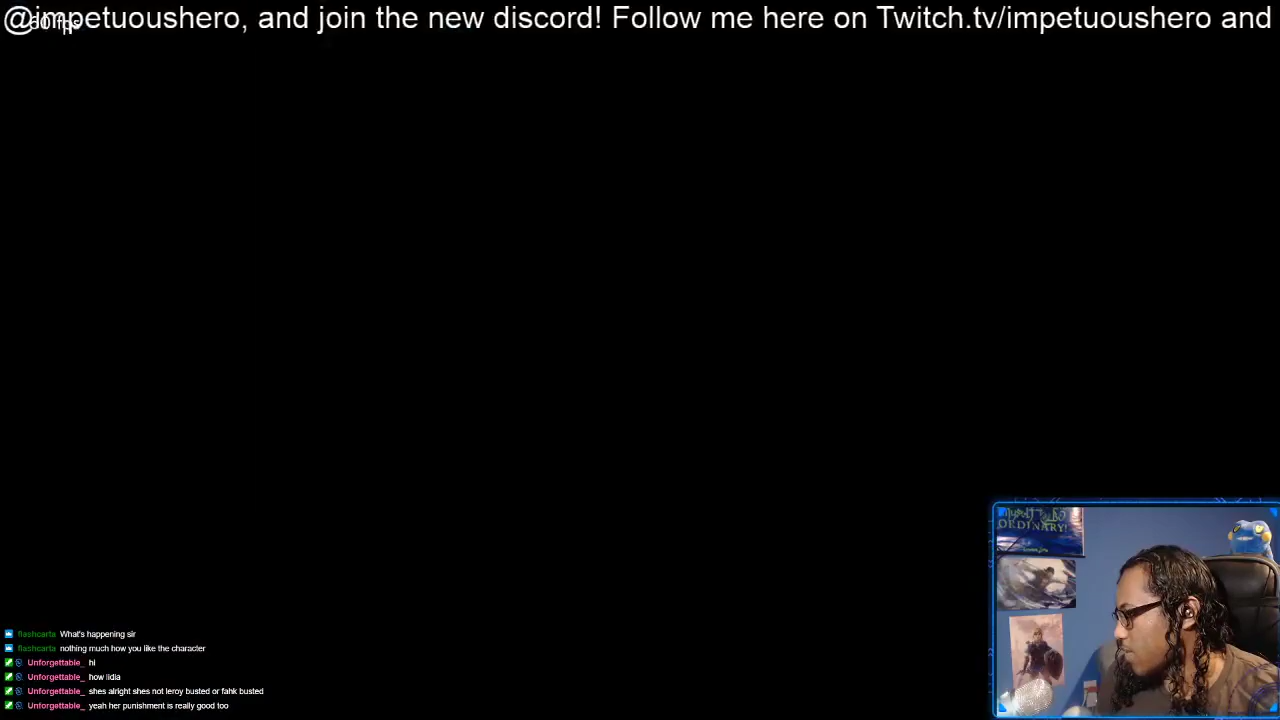 @impetuoushero, and join the new discord! Follow me here on Twitch.tv/impetuoushero and
60 fps
flashcarta What's happening sir
flashcarta nothing much how you like the character
Unforgettable_ hi
Unforgettable_ how lidia
Unforgettable_ shes alright shes not leroy busted or fahk busted
Unforgettable_ yeah her punishment is really good too
ORDINARY!